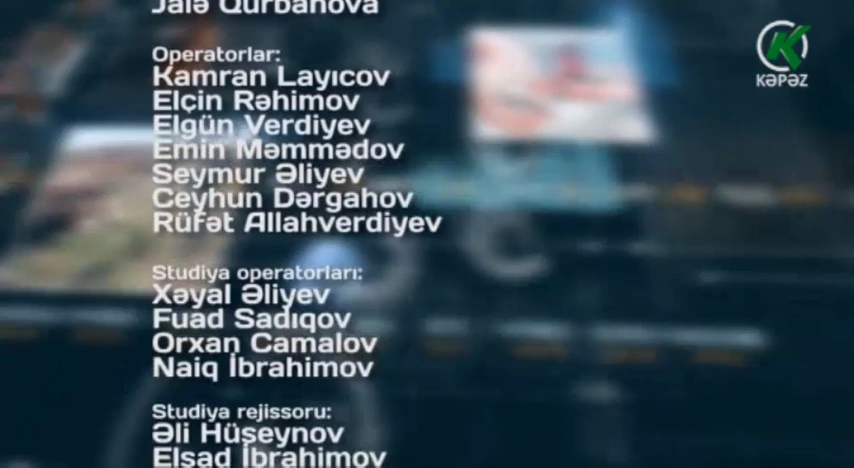 Jalə Qurbanova
Operatorlar:
Kamran Layıcov
Elçin Rəhimov
Elgün Verdiyev
Emin Məmmədov
Seymur Əliyev
Ceyhun Dərgahov
Rüfət Allahverdiyev
Studiya operatorları:
Xəyal Əliyev
Fuad Sadıqov
Orxan Camalov
Naiq İbrahimov
Studiya rejissoru:
Əli Hüseynov
Elşad İbrahimov
KƏPƏZ